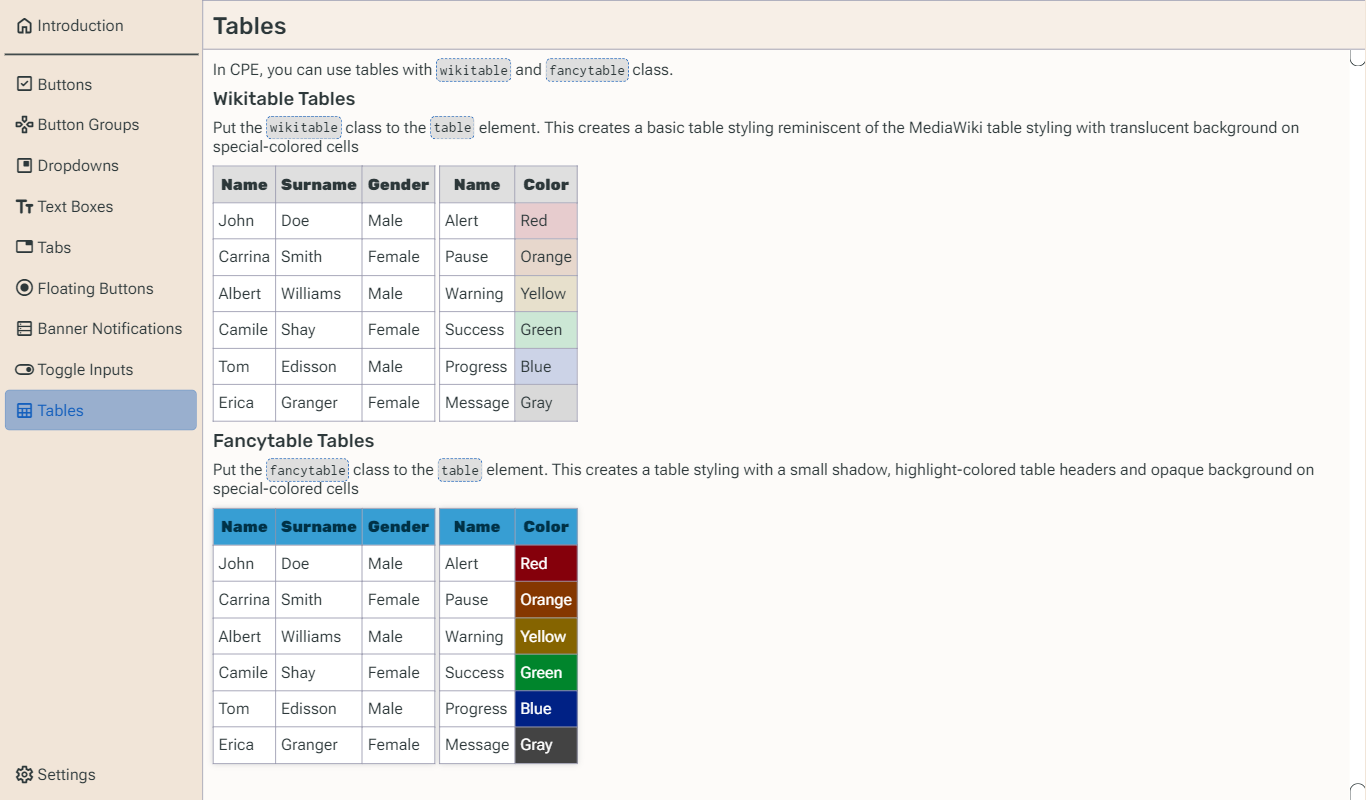 Introduction
Buttons
Button Groups
Dropdowns
Text Boxes
Tabs
Floating Buttons
Banner Notifications
Toggle Inputs
Tables
Settings
Tables
In CPE, you can use tables with wikitable and fancytable class.
Wikitable Tables
Put the wikitable class to the table element. This creates a basic table styling reminiscent of the MediaWiki table styling with translucent background on
special-colored cells
Name Surname Gender Name Color
John Doe Male Alert Red
Carrina Smith Female Pause Orange
Albert Williams Male Warning Yellow
Camile Shay Female Success Green
Tom Edisson Male Progress Blue
Erica Granger Female Message Gray
Fancytable Tables
Put the fancytable class to the table element. This creates a table styling with a small shadow, highlight-colored table headers and opaque background on
special-colored cells
Name Surname Gender Name Color
John Doe Male Alert Red
Carrina Smith Female Pause Orange
Albert Williams Male Warning Yellow
Camile Shay Female Success Green
Tom Edisson Male Progress Blue
Erica Granger Female Message Gray